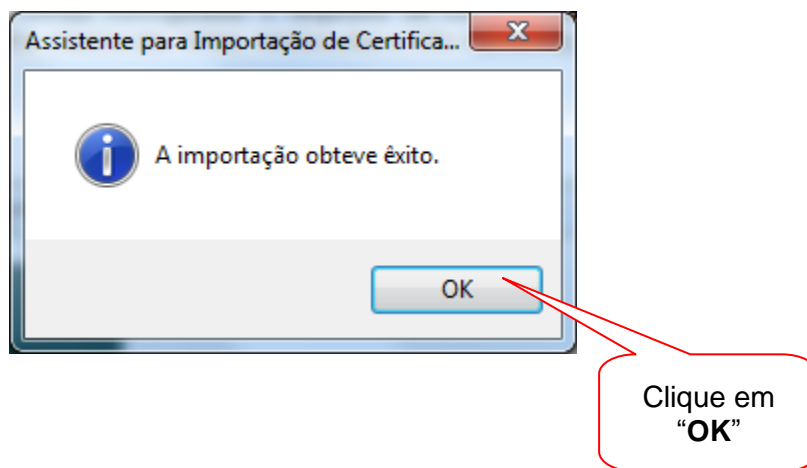 Assistente para Importação de Certifica...
A importação obteve êxito.
OK
Clique em
“OK”